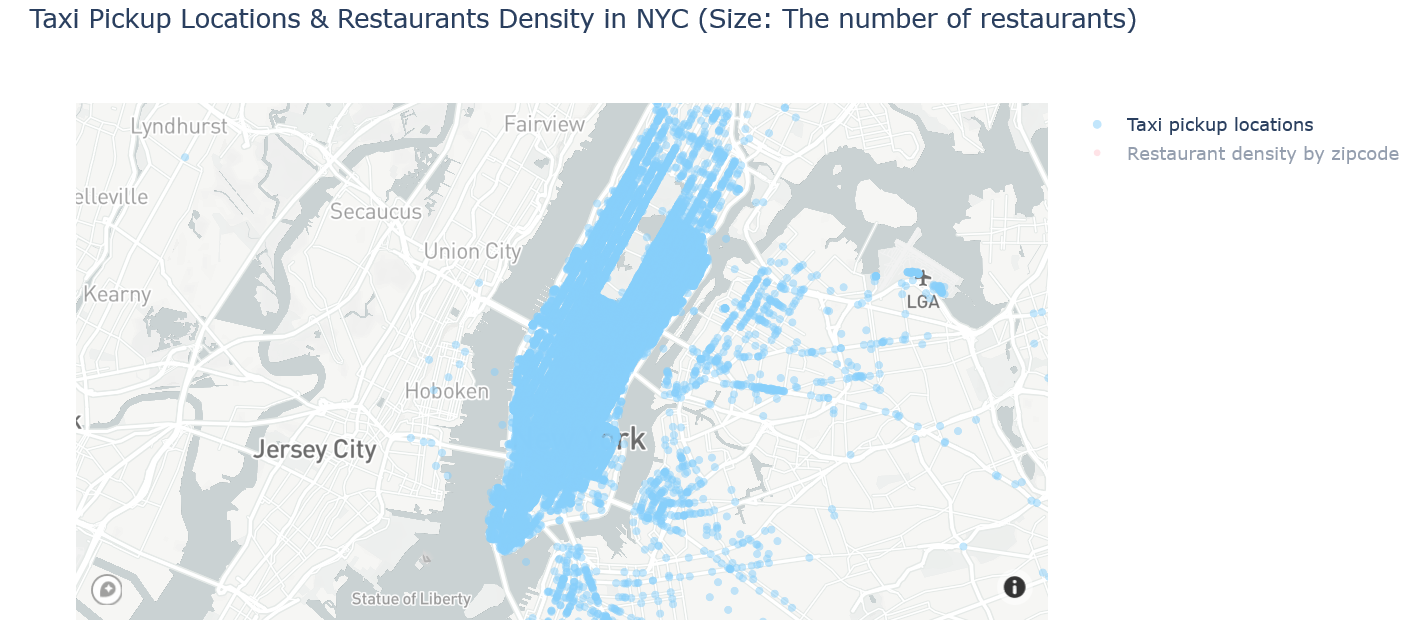 Taxi Pickup Locations & Restaurants Density in NYC (Size: The number of restaurants)
Taxi pickup locations
Restaurant density by zipcode
Lyndhurst
Fairview
elleville
Secaucus
Union City
Kearny
LGA
Hoboken
k
Jersey City
rk
Statue of Liberty